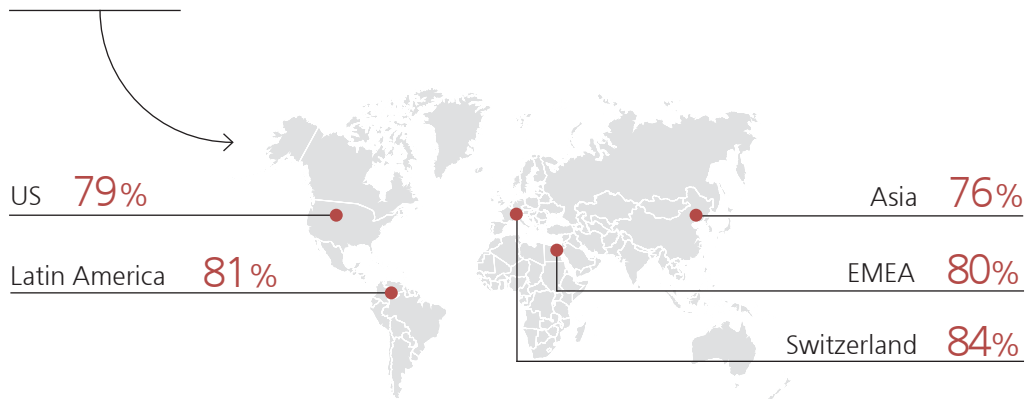 US 79%
Asia 76%
Latin America 81%
EMEA 80%
Switzerland 84%